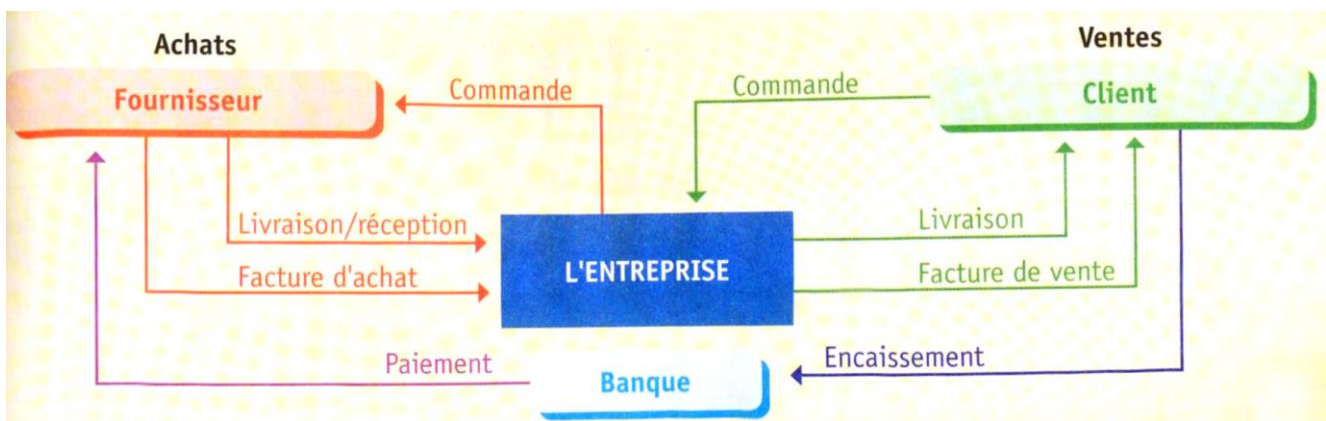 Achats
Ventes
Fournisseur
Commande
Commande
Client
Livraison/réception
Livraison
Facture d'achat
L'ENTREPRISE
Facture de vente
Paiement
Encaissement
Banque